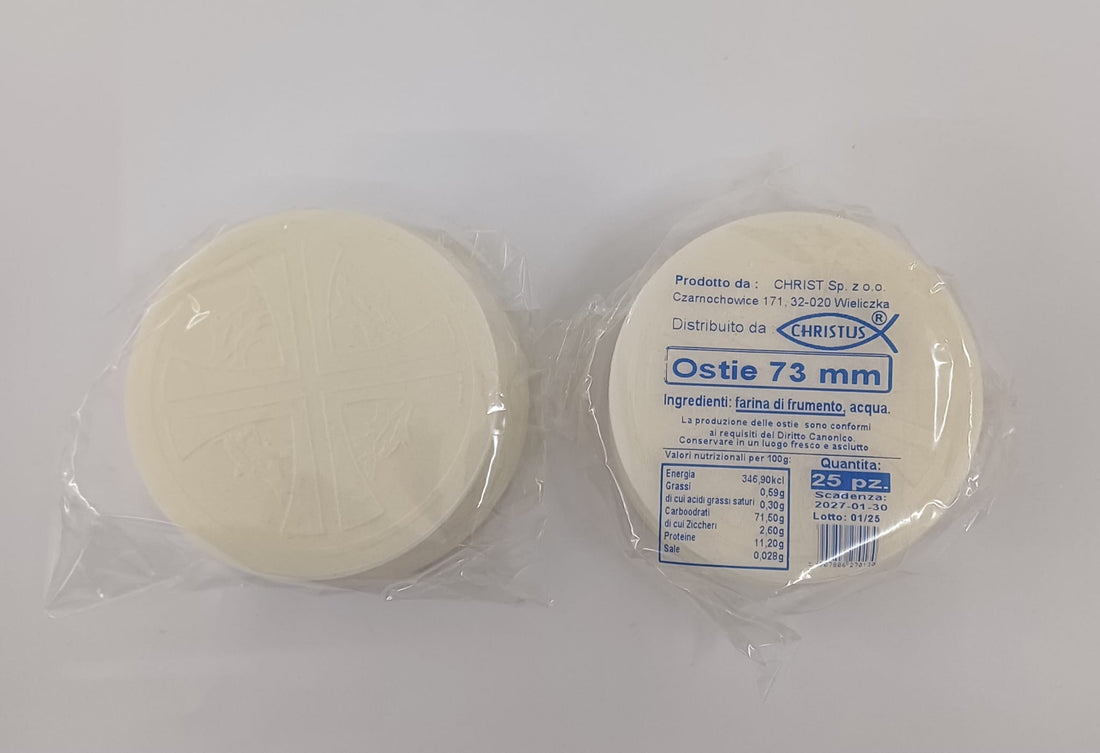 Prodotto da : CHRIST Sp. z o.o.
Czarnochowice 171, 32-020 Wieliczka
Distribuito da : CHRISTUS ®
Ostie 73 mm
Ingredienti: farina di frumento, acqua.
La produzione delle ostie sono conformi
ai requisiti del Diritto Canonico.
Conservare in un luogo fresco e asciutto
Valori nutrizionali per 100g:
Energia 346,90kcl
Grassi 0,59g
di cui acidi grassi saturi 0,30g
Carboodrati 71,50g
di cui Ziccheri 2,60g
Proteine 11,20g
Sale 0,028g
Quantita:
25 pz.
Scadenza:
2027-01-30
Lotto: 01/25